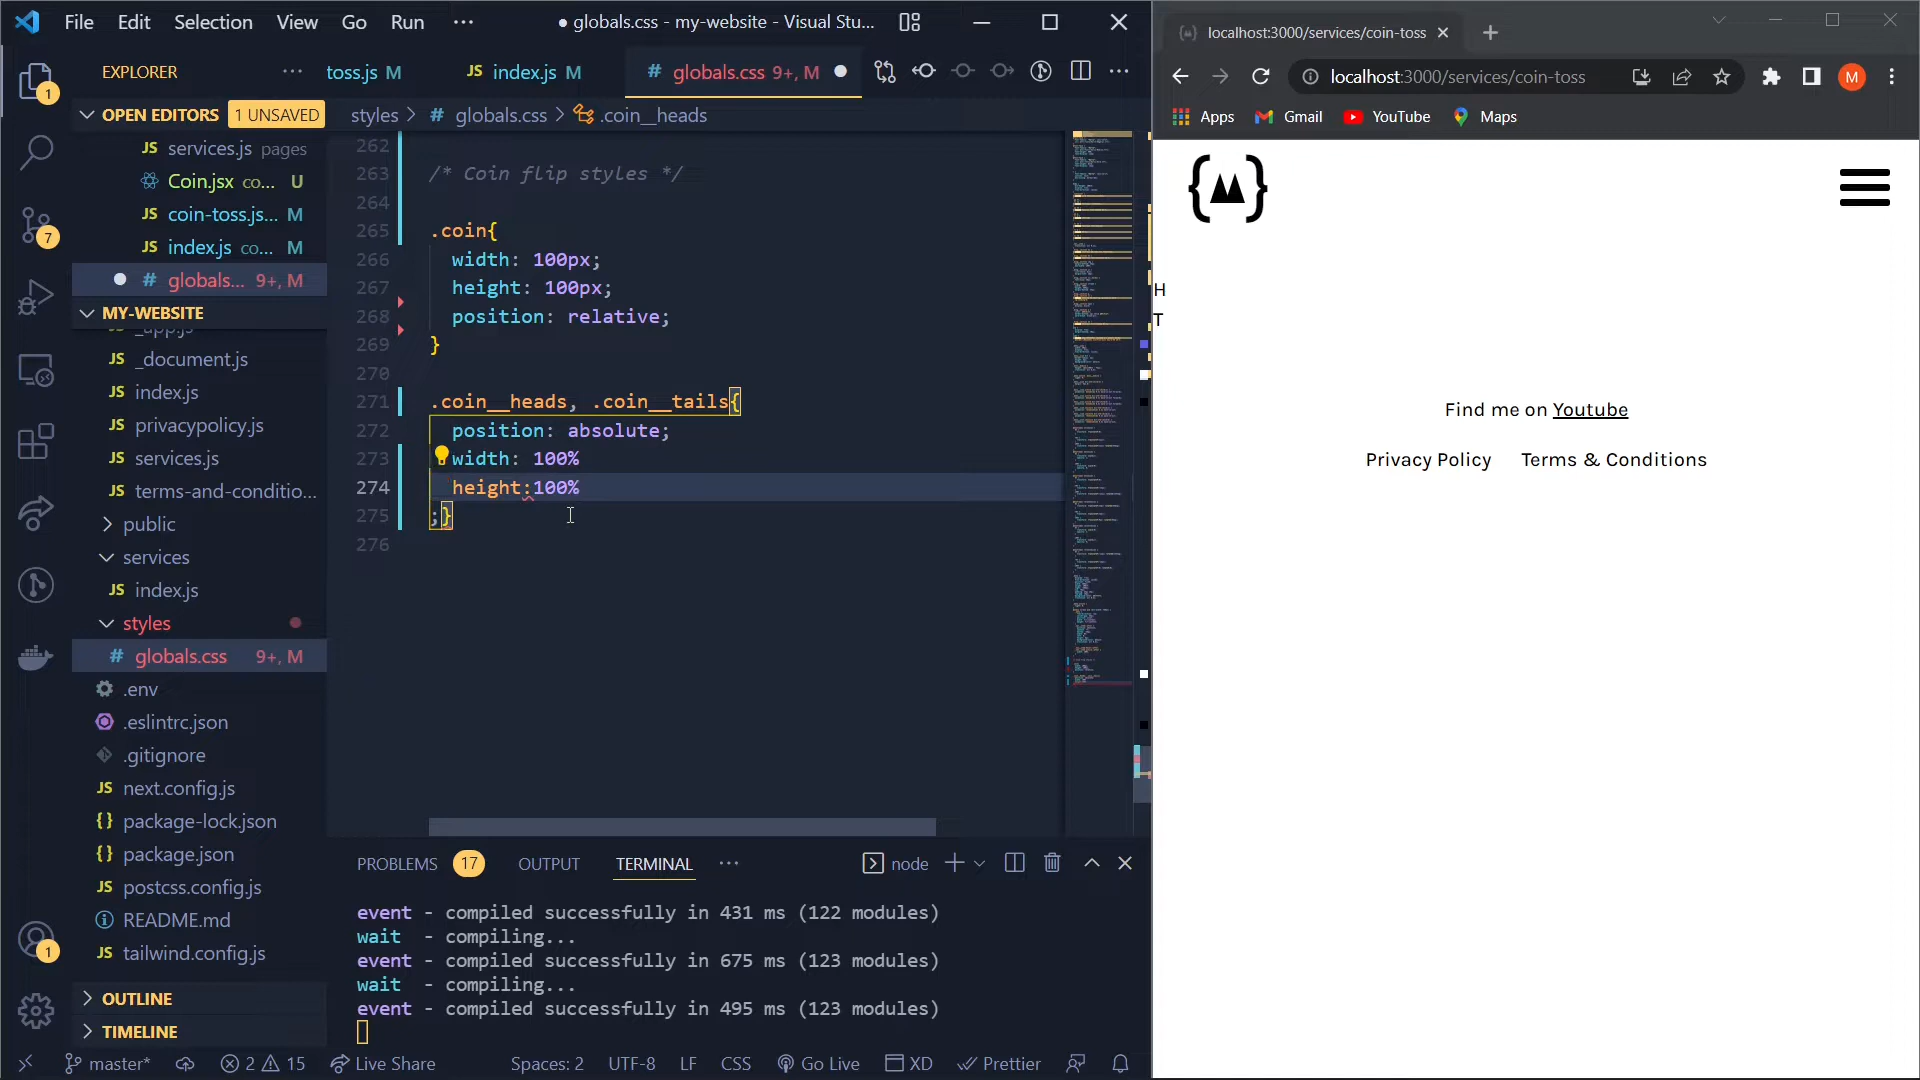 File Edit Selection View Go Run ··· ● globals.css - my-website - Visual Stu...
EXPLORER ··· toss.js M JS index.js M # globals.css 9+, M
OPEN EDITORS 1 UNSAVED
styles > # globals.css > .coin__heads
JS services.js pages
Coin.jsx co... U
JS coin-toss.js... M
JS index.js co... M
# globals... 9+, M
MY-WEBSITE
_app.js
JS _document.js
JS index.js
JS privacypolicy.js
JS services.js
JS terms-and-conditio...
public
services
JS index.js
styles
# globals.css 9+, M
.env
.eslintrc.json
.gitignore
JS next.config.js
{} package-lock.json
{} package.json
JS postcss.config.js
README.md
JS tailwind.config.js
OUTLINE
TIMELINE
1
7
1
262
263 /* Coin flip styles */
264
265 .coin{
266 width: 100px;
267 height: 100px;
268 position: relative;
269 }
270
271 .coin__heads, .coin__tails{
272 position: absolute;
273 width: 100%
274 height:100%
275 ;}
276
PROBLEMS 17 OUTPUT TERMINAL ··· node
event - compiled successfully in 431 ms (122 modules)
wait - compiling...
event - compiled successfully in 675 ms (123 modules)
wait - compiling...
event - compiled successfully in 495 ms (123 modules)
master* 2 15 Live Share Spaces: 2 UTF-8 LF CSS Go Live XD Prettier
localhost:3000/services/coin-toss
localhost:3000/services/coin-toss M
Apps Gmail YouTube Maps
H
T
Find me on Youtube
Privacy Policy Terms & Conditions